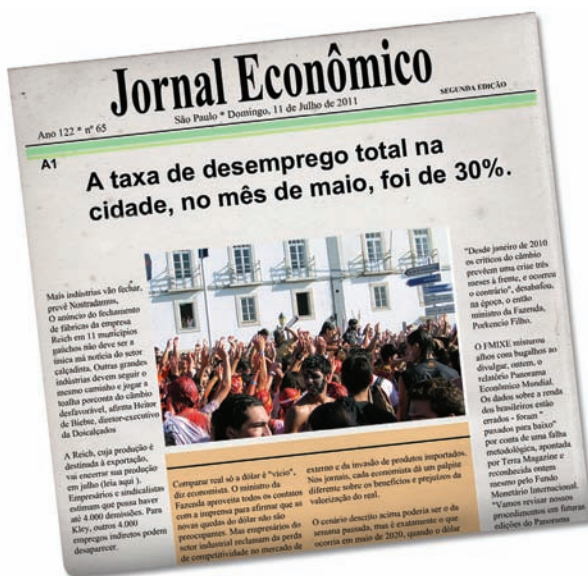 Jornal Econômico
Ano 122 * nº 65
São Paulo * Domingo, 11 de Julho de 2011
SEGUNDA EDIÇÃO
A1
A taxa de desemprego total na
cidade, no mês de maio, foi de 30%.
Mais indústrias vão fechar,
prevê Nostradamus,
O anúncio do fechamento
de fábricas da empresa
Reich em 11 municípios
gaúchos não deve ser a
única má notícia do setor
calçadista. Outras grandes
indústrias devem seguir o
mesmo caminho e jogar a
toalha porconta do câmbio
desfavorável, afirma Heitor
de Biebne, diretor-executivo
da Doicalçados
A Reich, cuja produção é
destinada à exportação,
vai encerrar sua produção
em julho (leia aqui ).
Empresários e sindicalistas
estimam que possa haver
até 4.000 demissões. Para
Kley, outros 4.000
empregos indiretos podem
desaparecer.
Comparar real só a dólar é "vício",
diz economista. O ministro da
Fazenda aproveita todos os contatos
com a imprensa para afirmar que as
novas quedas do dólar não são
preocupantes. Mas empresários do
setor industrial reclamam da perda
de competitividade no mercado de
externo e da invasão de produtos importados.
Nos jornais, cada economista dá um palpite
diferente sobre os benefícios e prejuízos da
valorização do real.
O cenário descrito acima poderia ser o da
semana passada, mas é exatamente o que
ocorria em maio de 2020, quando o dólar
"Desde janeiro de 2010
os críticos do câmbio
prevêem uma crise três
meses à frente, e ocorreu
o contrário", desabafou,
na época, o então
ministro da Fazenda,
Porkencio Filho.
O FMIXE misturou
alhos com bugalhos ao
divulgar, ontem, o
relatório Panorama
Econômico Mundial.
Os dados sobre a renda
dos brasileiros estão
errados - foram "
puxados para baixo"
por conta de uma falha
metodológica, apontada
por Terra Magazine e
reconhecida ontem
mesmo pelo Fundo
Monetário Internacional.
"Vamos revisar nossos
procedimentos em futuras
edições do Panorama